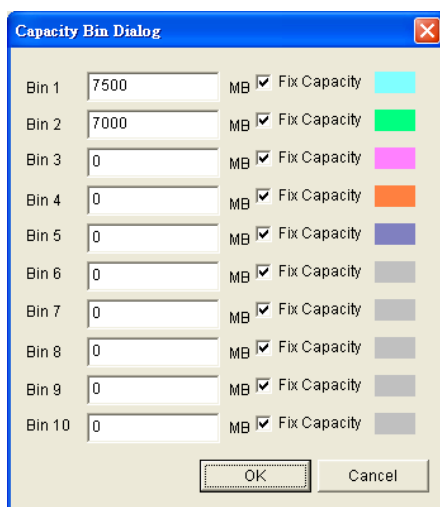 Capacity Bin Dialog
Bin 1 7500 MB Fix Capacity
Bin 2 7000 MB Fix Capacity
Bin 3 0 MB Fix Capacity
Bin 4 0 MB Fix Capacity
Bin 5 0 MB Fix Capacity
Bin 6 0 MB Fix Capacity
Bin 7 0 MB Fix Capacity
Bin 8 0 MB Fix Capacity
Bin 9 0 MB Fix Capacity
Bin 10 0 MB Fix Capacity
OK Cancel